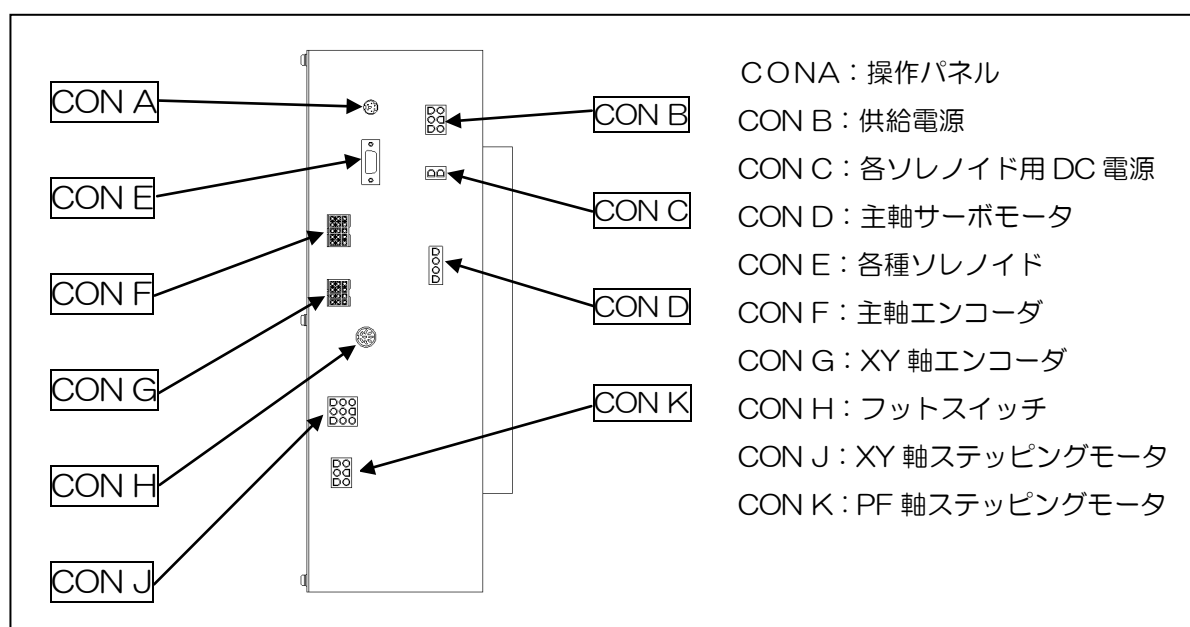 CON A
CON E
CON F
CON G
CON H
CON J
CON B
CON C
CON D
CON K
CONA：操作パネル
CON B：供給電源
CON C：各ソレノイド用 DC 電源
CON D：主軸サーボモータ
CON E：各種ソレノイド
CON F：主軸エンコーダ
CON G：XY 軸エンコーダ
CON H：フットスイッチ
CON J：XY 軸ステッピングモータ
CON K：PF 軸ステッピングモータ